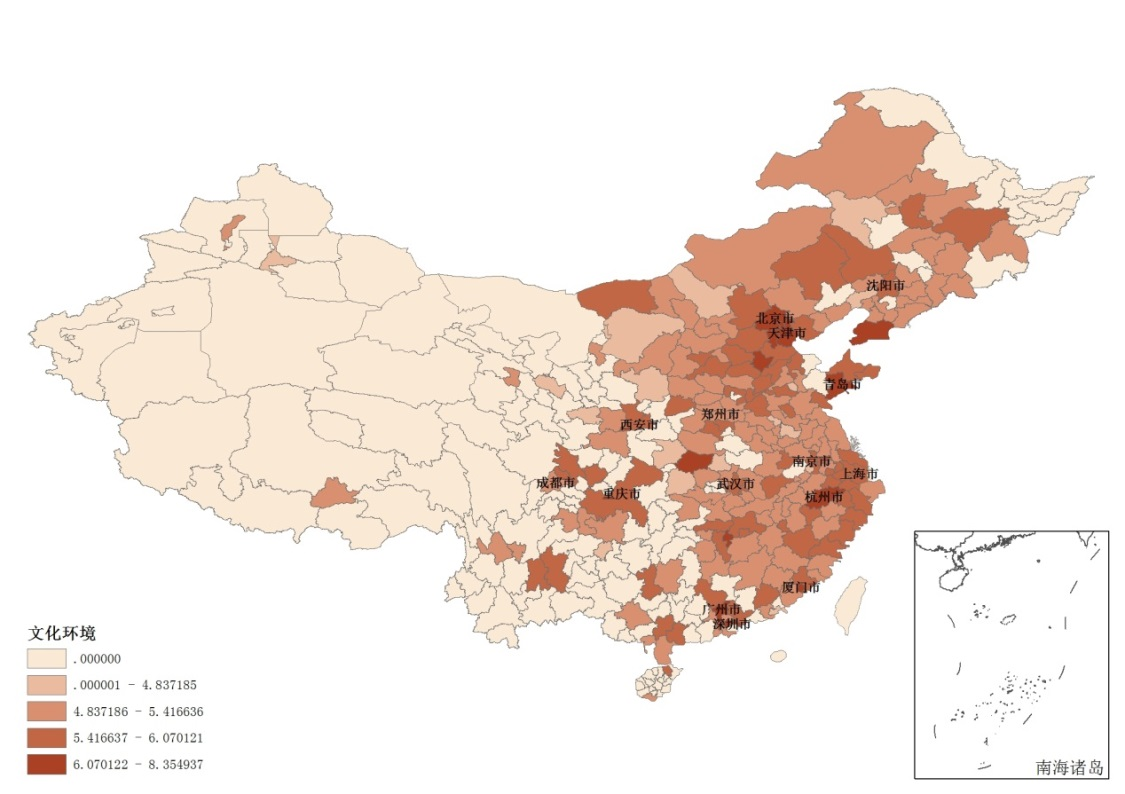 沈阳市
北京市
天津市
青岛市
郑州市
西安市
南京市
上海市
成都市
重庆市
武汉市
杭州市
厦门市
广州市
深圳市
文化环境
.000000
.000001 - 4.837185
4.837186 - 5.416636
5.416637 - 6.070121
6.070122 - 8.354937
南海诸岛